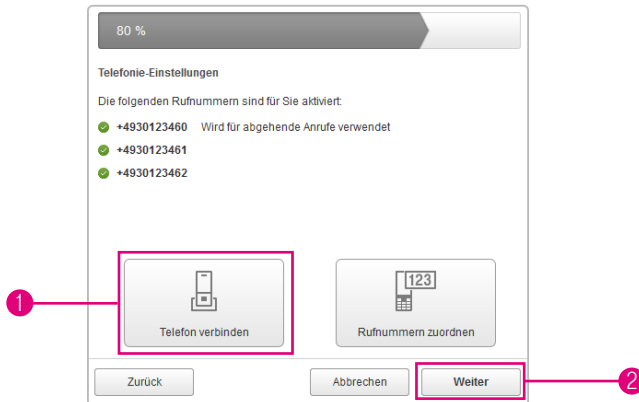 80 %
Telefonie-Einstellungen
Die folgenden Rufnummern sind für Sie aktiviert:
+4930123460 Wird für abgehende Anrufe verwendet
+4930123461
+4930123462
123
1
Telefon verbinden
Rufnummern zuordnen
Zurück
Abbrechen
Weiter
2